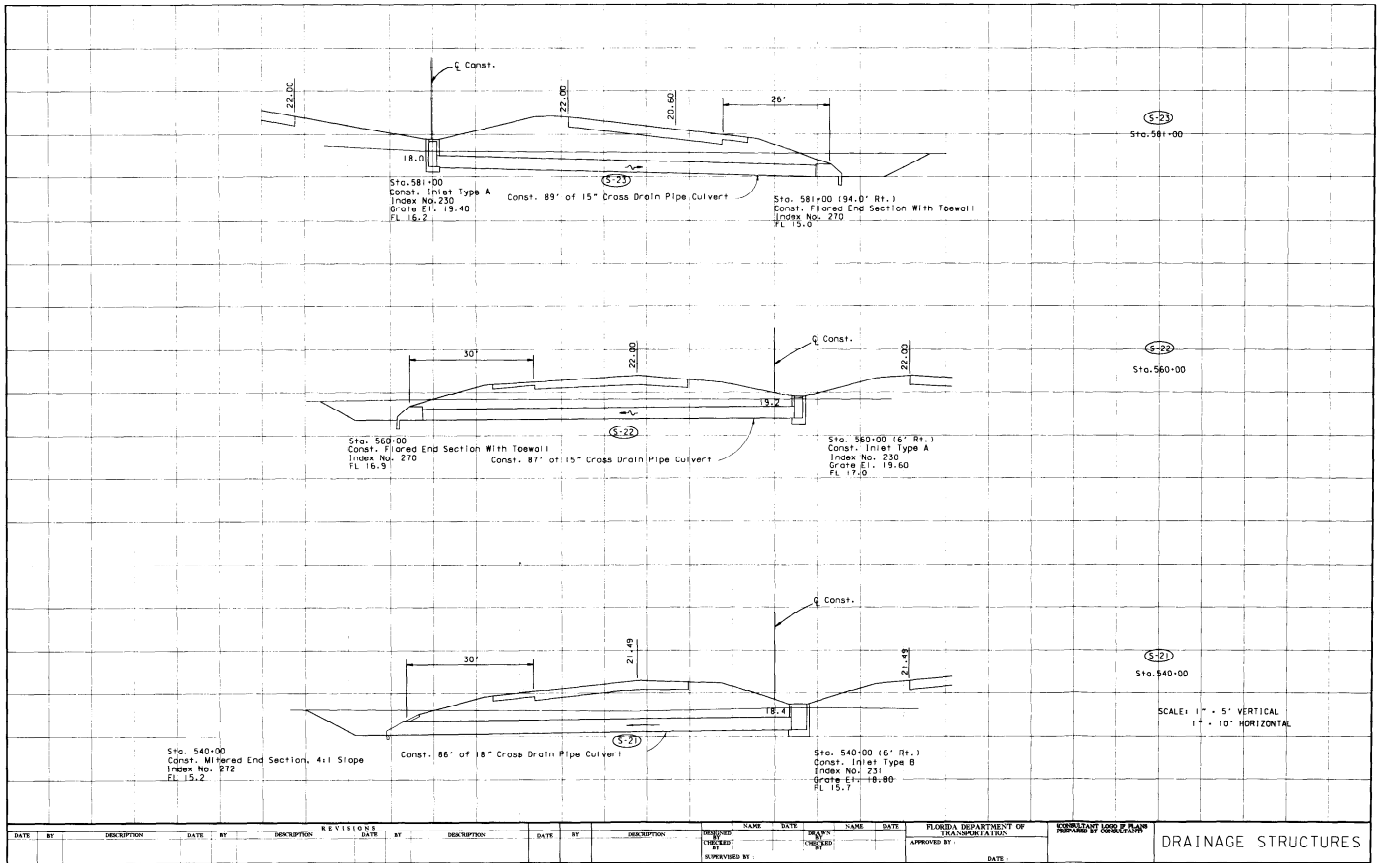 ℄ Const.
22.00
22.00
20.60
26'
S-23
Sta.581+00
18.0
Sta.581+00
Const. Inlet Type A
Index No.230
Grate El. 19.40
FL 16.2
S-23
Const. 89' of 15" Cross Drain Pipe Culvert
Sta. 581+00 (94.0' Rt.)
Const. Flared End Section With Toewall
Index No. 270
FL 15.0
℄ Const.
30'
22.00
22.00
S-22
Sta.560+00
19.2
S-22
Sta. 560+00
Const. Flared End Section With Toewall
Index No. 270
FL 16.9
Const. 87' of 15" Cross Drain Pipe Culvert
Sta. 560+00 (6' Rt.)
Const. Inlet Type A
Index No. 230
Grate El. 19.60
FL 17.0
℄ Const.
30'
21.49
21.49
S-21
Sta.540+00
18.4
SCALE: 1" = 5' VERTICAL
1" = 10' HORIZONTAL
S-21
Sta. 540+00
Const. Mitered End Section, 4:1 Slope
Index No. 272
FL 15.2
Const. 86' of 18" Cross Drain Pipe Culvert
Sta. 540+00 (6' Rt.)
Const. Inlet Type B
Index No. 231
Grate El. 18.80
FL 15.7
REVISIONS
DATE BY DESCRIPTION DATE BY DESCRIPTION DATE BY DESCRIPTION DATE BY DESCRIPTION
NAME DATE NAME DATE
DESIGNED BY DRAWN BY
CHECKED BY CHECKED BY
SUPERVISED BY :
FLORIDA DEPARTMENT OF TRANSPORTATION
APPROVED BY :
DATE :
(CONSULTANT LOGO IF PLANS
PREPARED BY CONSULTANT)
DRAINAGE STRUCTURES